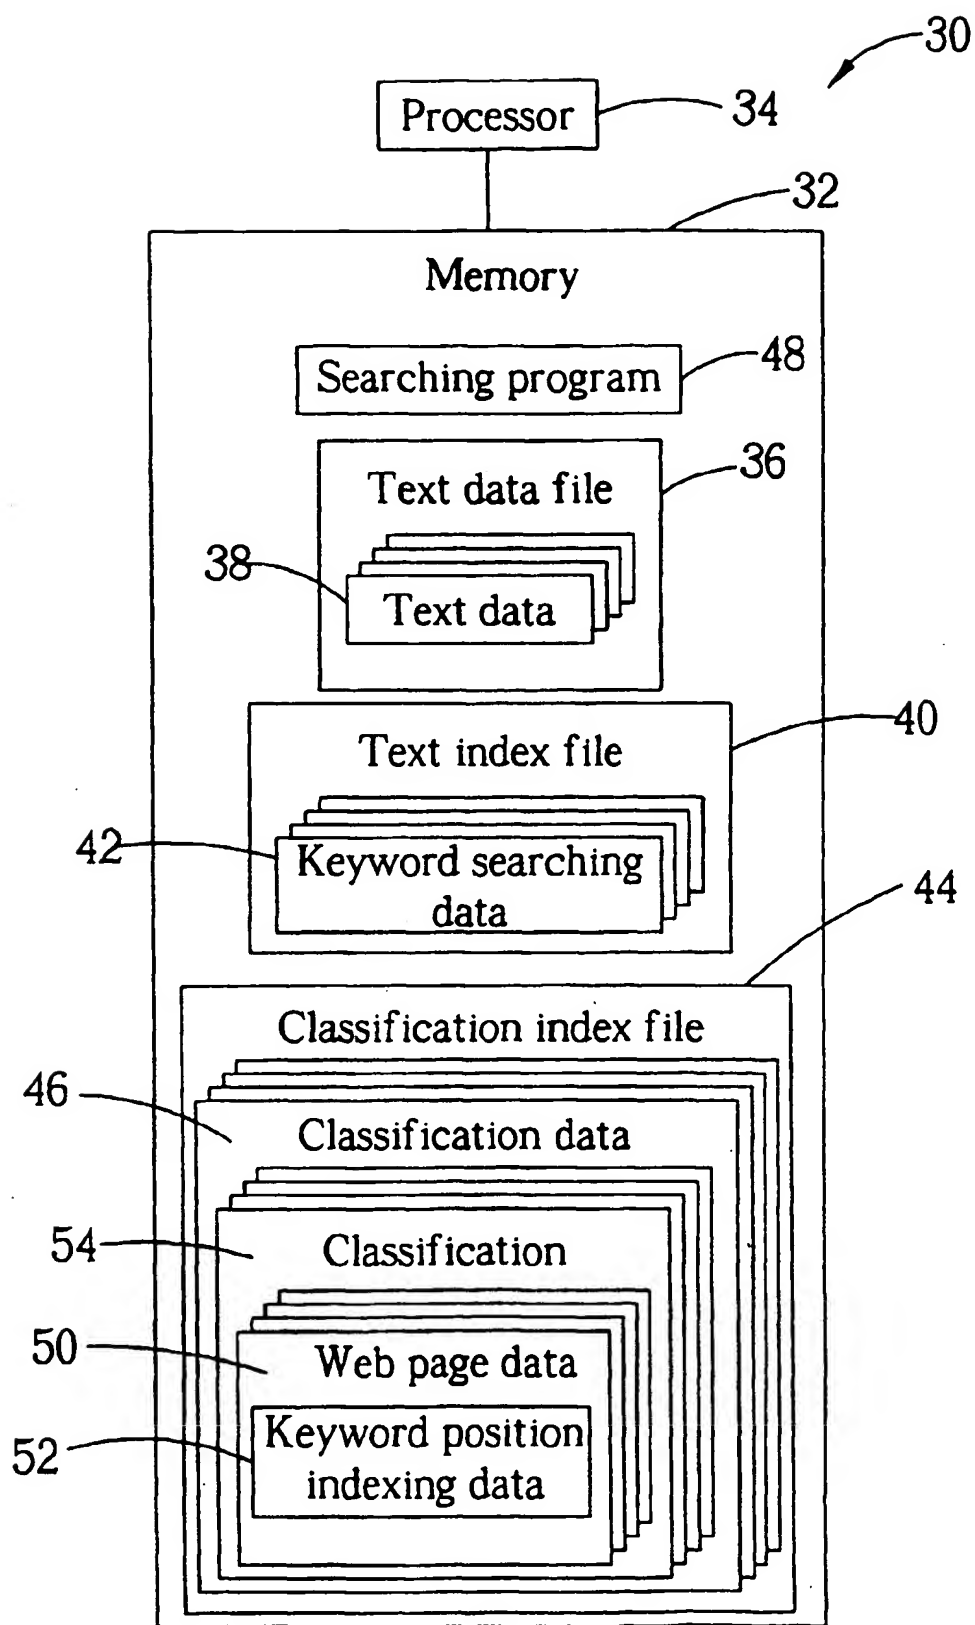 30
Processor
34
32
Memory
Searching program
48
Text data file
36
38
Text data
Text index file
40
42
Keyword searching
data
44
Classification index file
46
Classification data
54
Classification
50
Web page data
52
Keyword position
indexing data